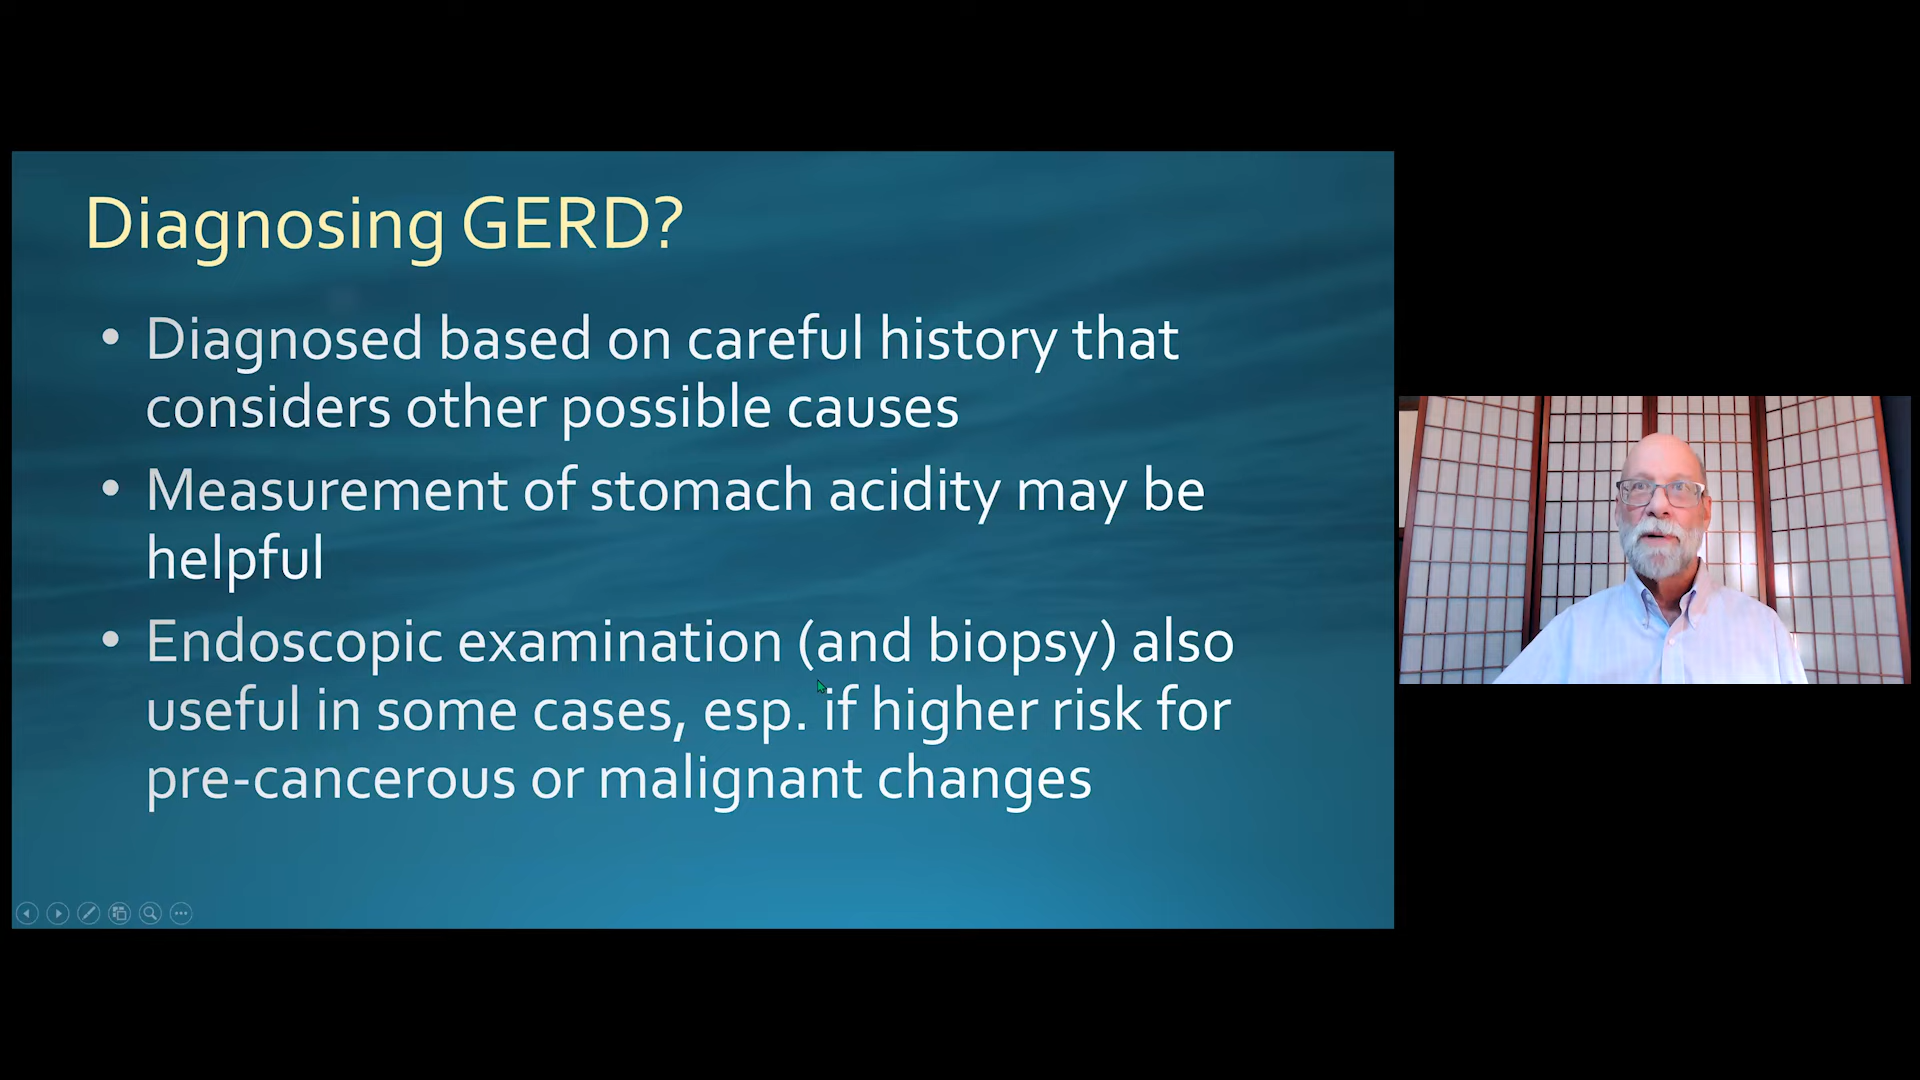 Diagnosing GERD?
• Diagnosed based on careful history that
considers other possible causes
• Measurement of stomach acidity may be
helpful
• Endoscopic examination (and biopsy) also
useful in some cases, esp. if higher risk for
pre-cancerous or malignant changes